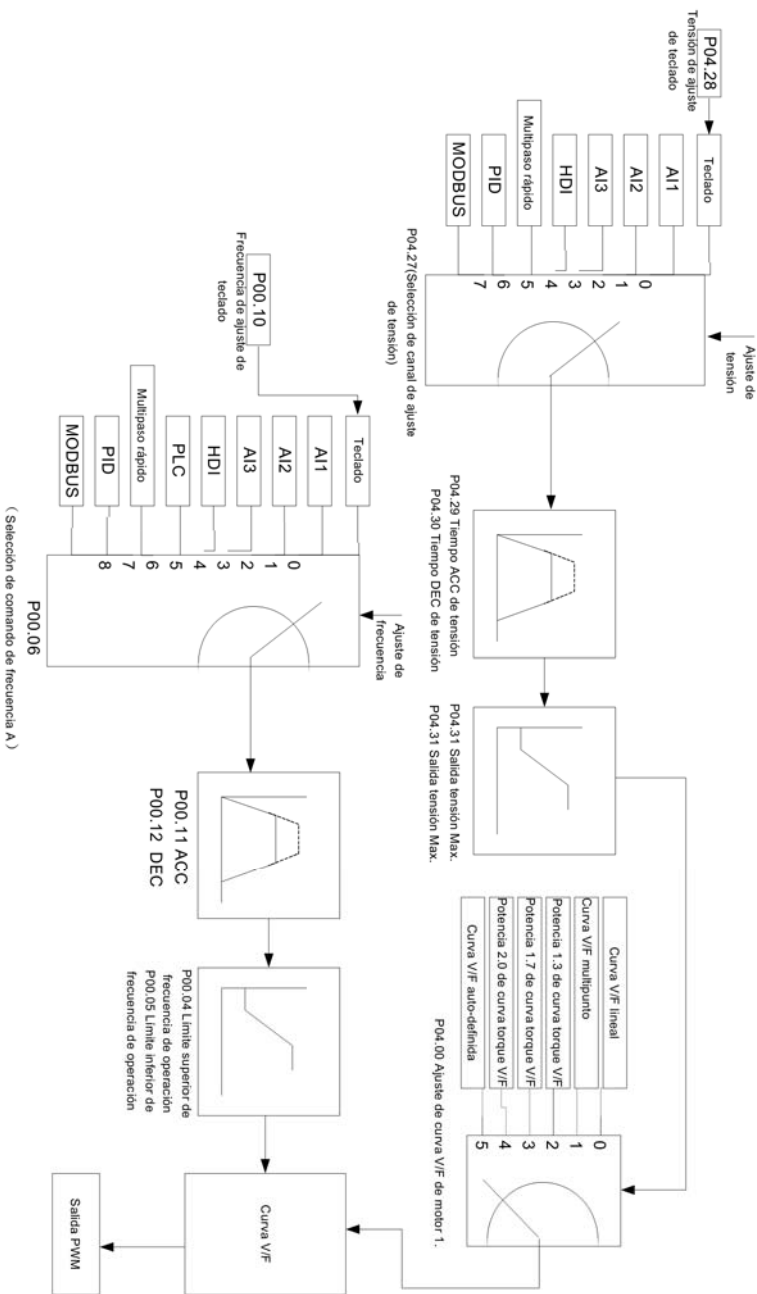 P04.28
Tensión de ajuste
de teclado
Teclado
AI1
AI2
AI3
HDI
Multipaso rápido
PID
MODBUS
0
1
2
3
4
5
6
7
P04.27(Selección de canal de ajuste
de tensión)
Ajuste de
tensión
P04.29 Tiempo ACC de tensión
P04.30 Tiempo DEC de tensión
P04.31 Salida tensión Max.
P04.31 Salida tensión Max.
Curva V/F lineal
Curva V/F multipunto
Potencia 1.3 de curva torque V/F
Potencia 1.7 de curva torque V/F
Potencia 2.0 de curva torque V/F
Curva V/F auto-definida
0
1
2
3
4
5
P04.00 Ajuste de curva V/F de motor 1.
P00.10
Frecuencia de ajuste de
teclado
Teclado
AI1
AI2
AI3
HDI
PLC
Multipaso rápido
PID
MODBUS
0
1
2
3
4
5
6
7
8
Ajuste de
frecuencia
P00.06
( Selección de comando de frecuencia A )
P00.11 ACC
P00.12 DEC
P00.04 Límite superior de
frecuencia de operación
P00.05 Límite inferior de
frecuencia de operación
Curva V/F
Salida PWM